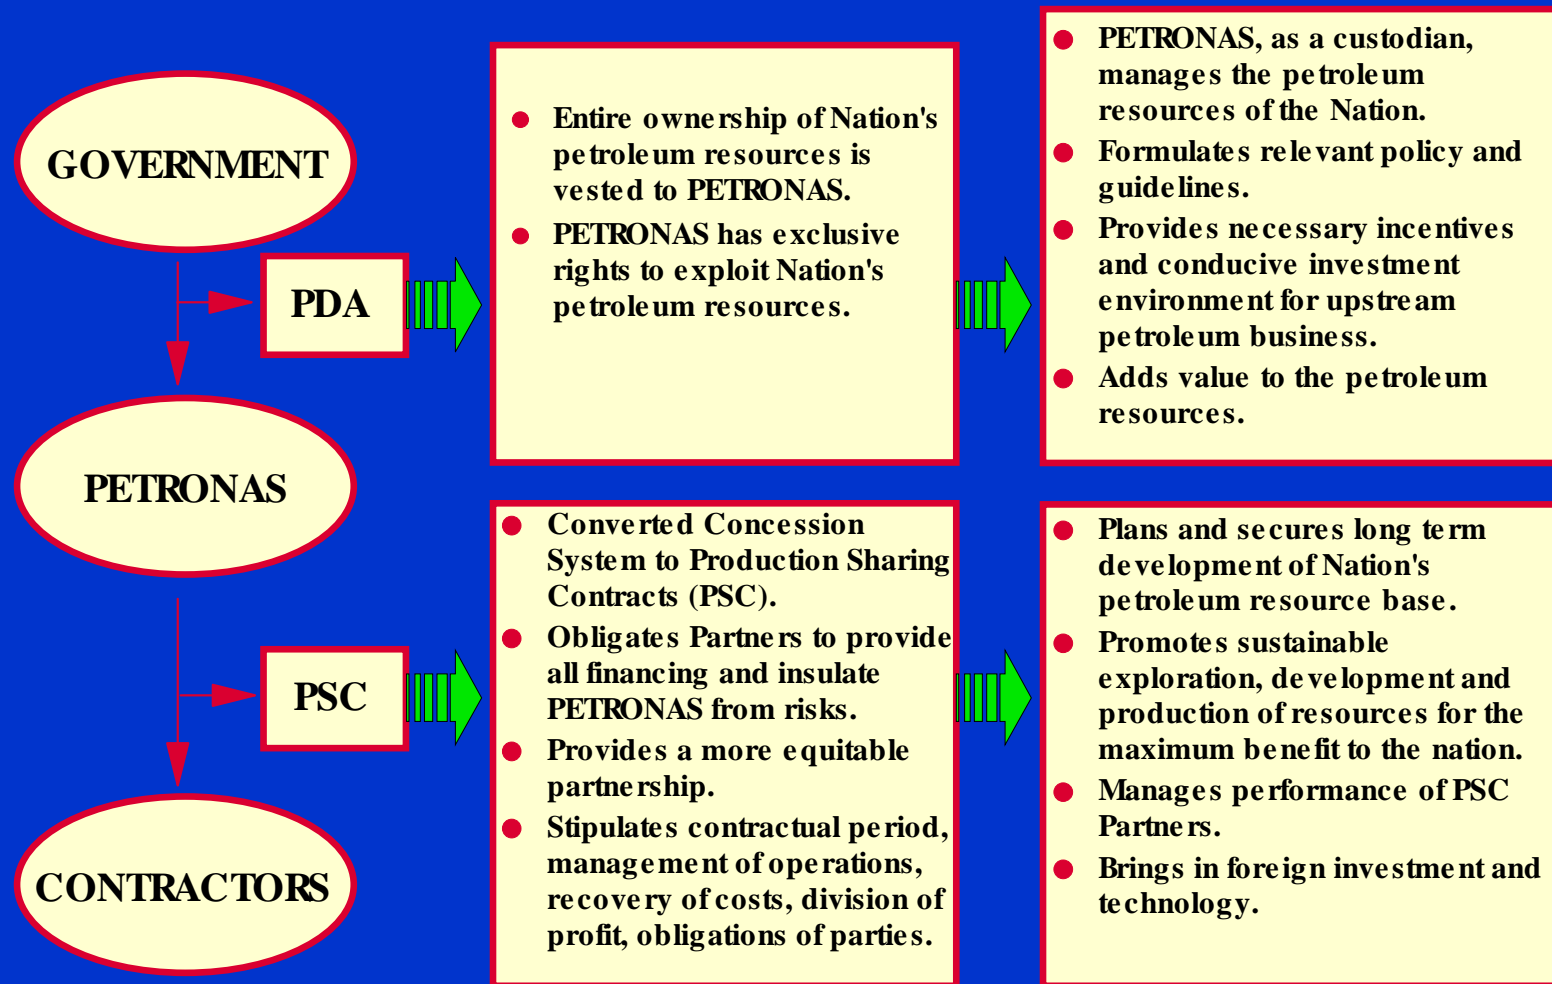 GOVERNMENT
PDA
PETRONAS
PSC
CONTRACTORS
● Entire ownership of Nation's
petroleum resources is
vested to PETRONAS.
● PETRONAS has exclusive
rights to exploit Nation's
petroleum resources.
● PETRONAS, as a custodian,
manages the petroleum
resources of the Nation.
● Formulates relevant policy and
guidelines.
● Provides necessary incentives
and conducive investment
environment for upstream
petroleum business.
● Adds value to the petroleum
resources.
● Converted Concession
System to Production Sharing
Contracts (PSC).
● Obligates Partners to provide
all financing and insulate
PETRONAS from risks.
● Provides a more equitable
partnership.
● Stipulates contractual period,
management of operations,
recovery of costs, division of
profit, obligations of parties.
● Plans and secures long term
development of Nation's
petroleum resource base.
● Promotes sustainable
exploration, development and
production of resources for the
maximum benefit to the nation.
● Manages performance of PSC
Partners.
● Brings in foreign investment and
technology.